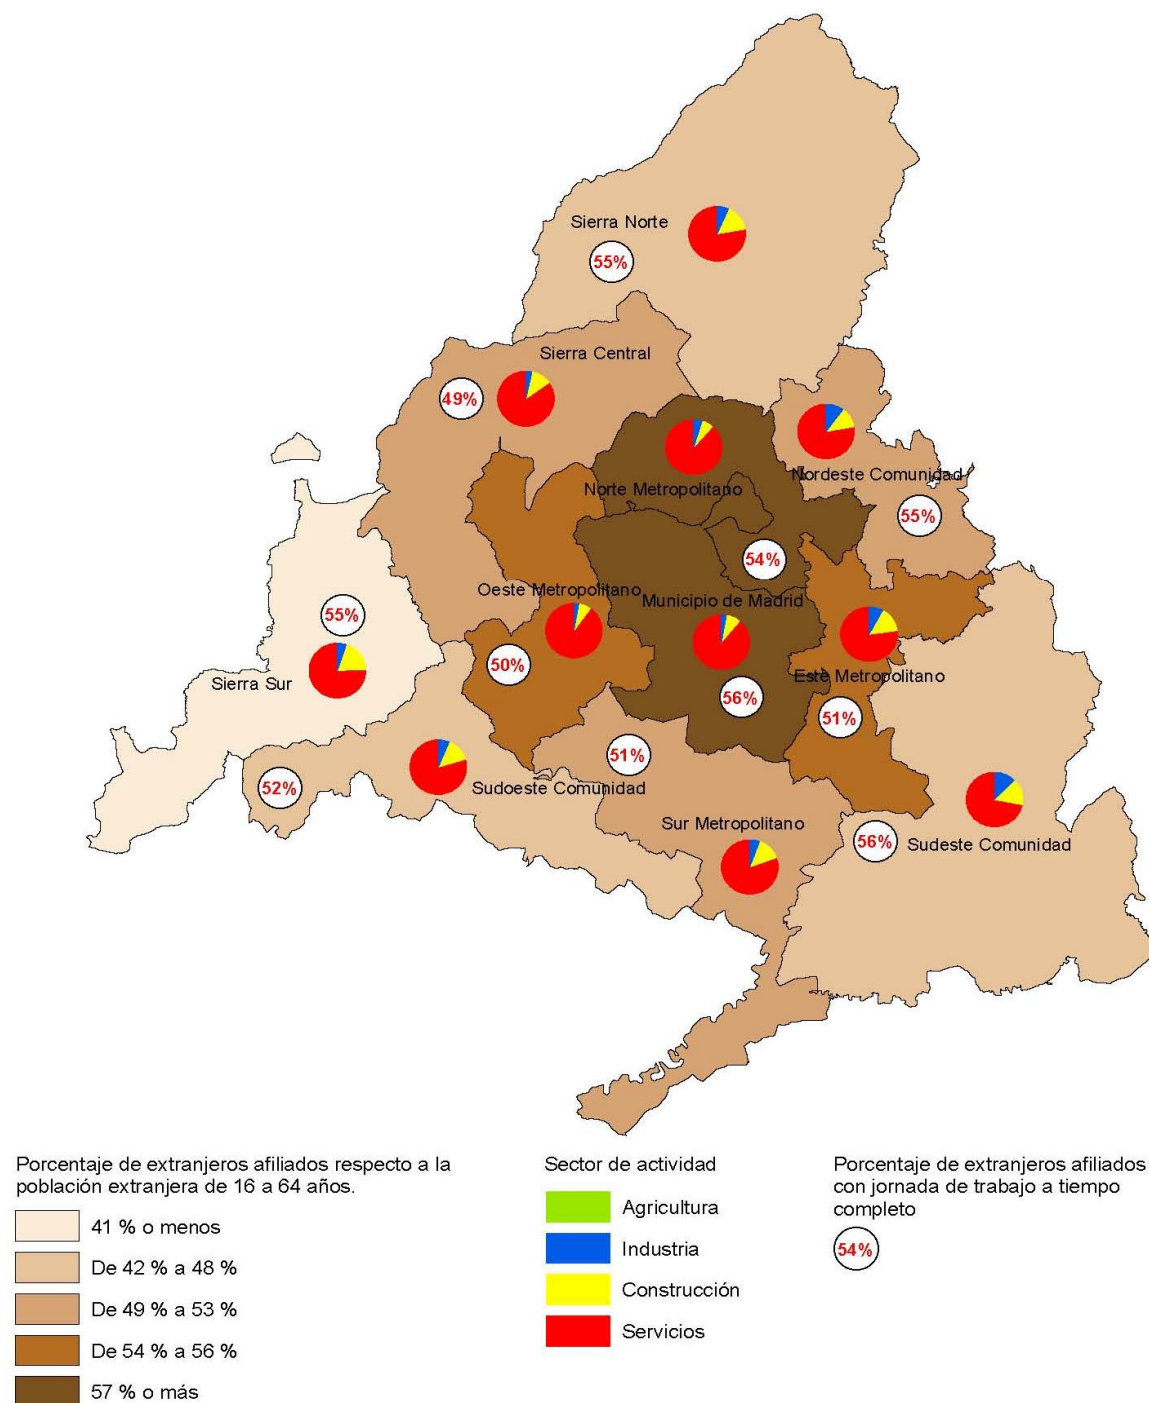 Sierra Norte
55%
Sierra Central
49%
Nordeste Comunidad
Norte Metropolitano
55%
54%
Oeste Metropolitano
Municipio de Madrid
55%
50%
Sierra Sur
Este Metropolitano
56%
51%
51%
52%
Sudoeste Comunidad
Sur Metropolitano
56%
Sudeste Comunidad
Porcentaje de extranjeros afiliados respecto a la
población extranjera de 16 a 64 años.
41 % o menos
De 42 % a 48 %
De 49 % a 53 %
De 54 % a 56 %
57 % o más
Sector de actividad
Agricultura
Industria
Construcción
Servicios
Porcentaje de extranjeros afiliados
con jornada de trabajo a tiempo
completo
54%